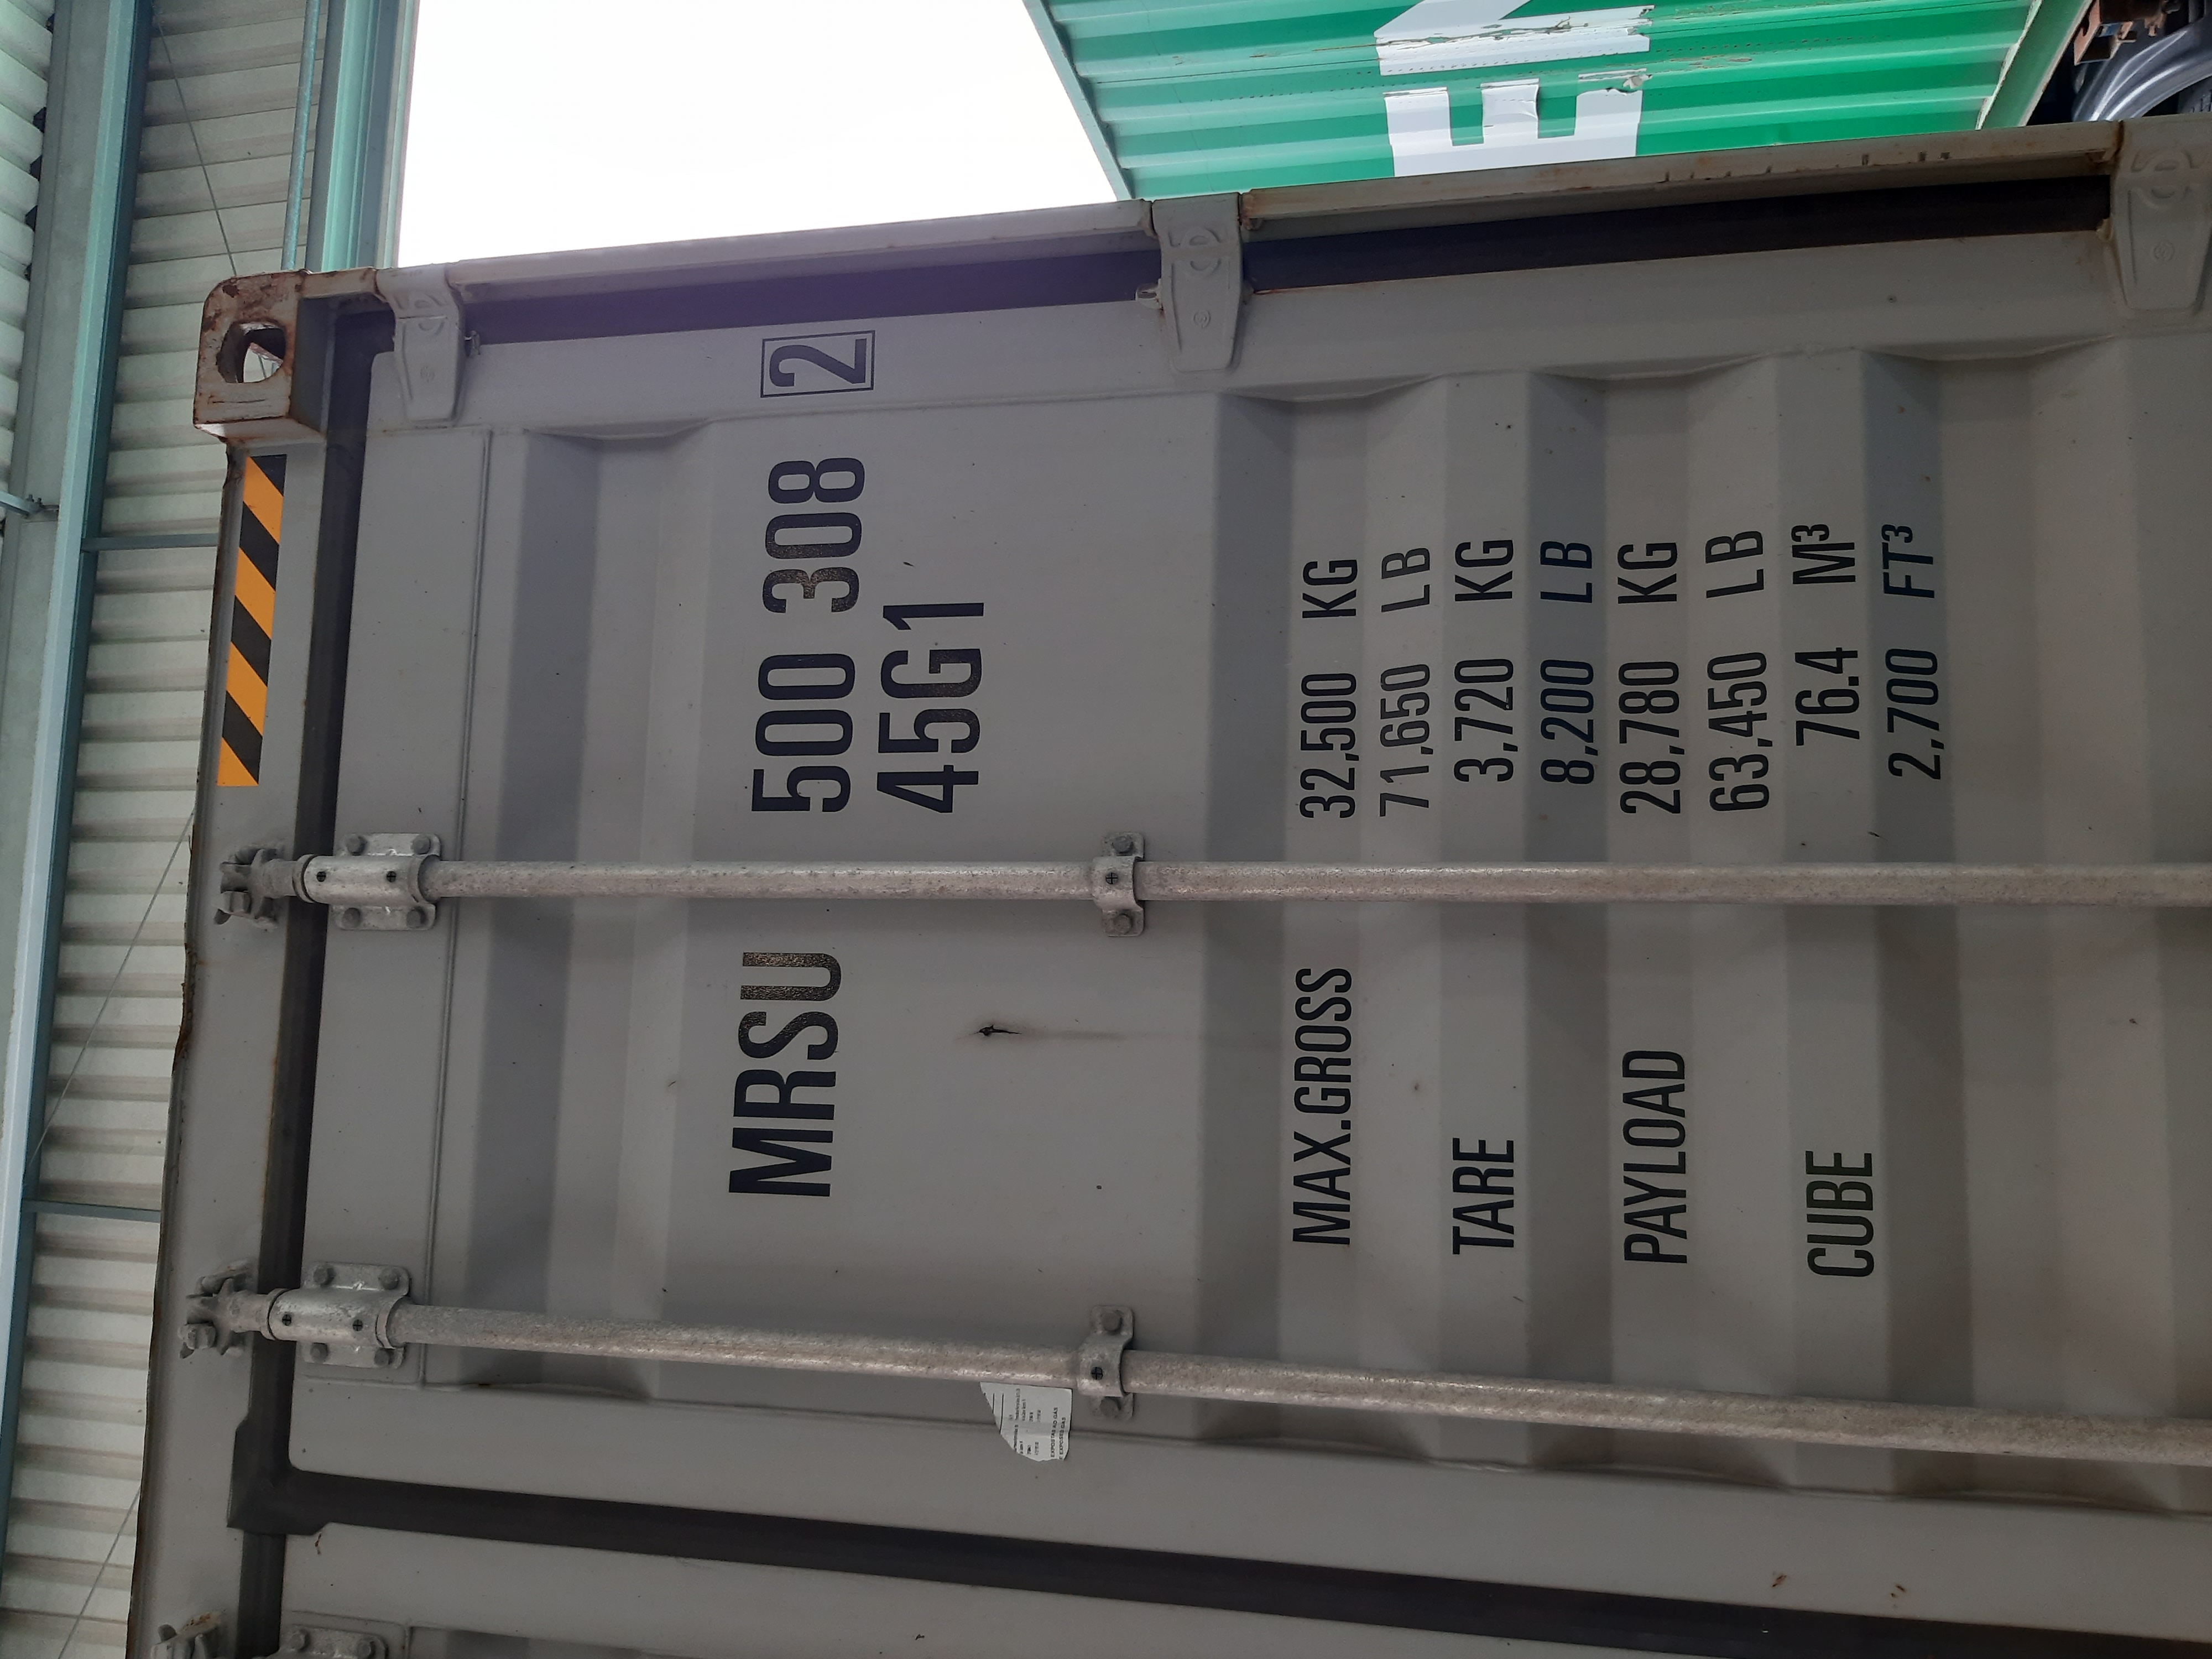 MRSU 500 308 2
45G1
MAX.GROSS 32,500 KG
71,650 LB
TARE 3,720 KG
8,200 LB
PAYLOAD 28,780 KG
63,450 LB
CUBE 76.4 M³
2,700 FT³